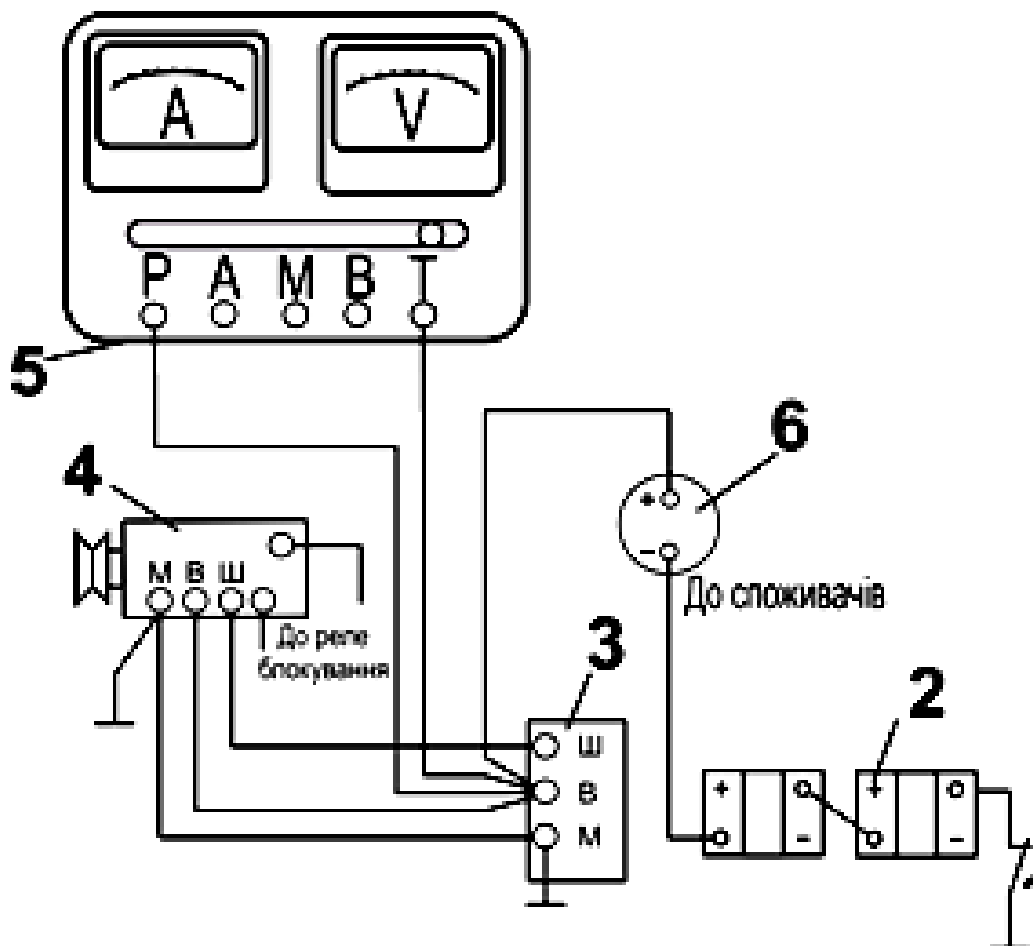 A V
P A M B T
5
4
6
+
−
До споживачів
М В Ш
До реле
блокування
3
2
Ш
В
М
+ −
+ −